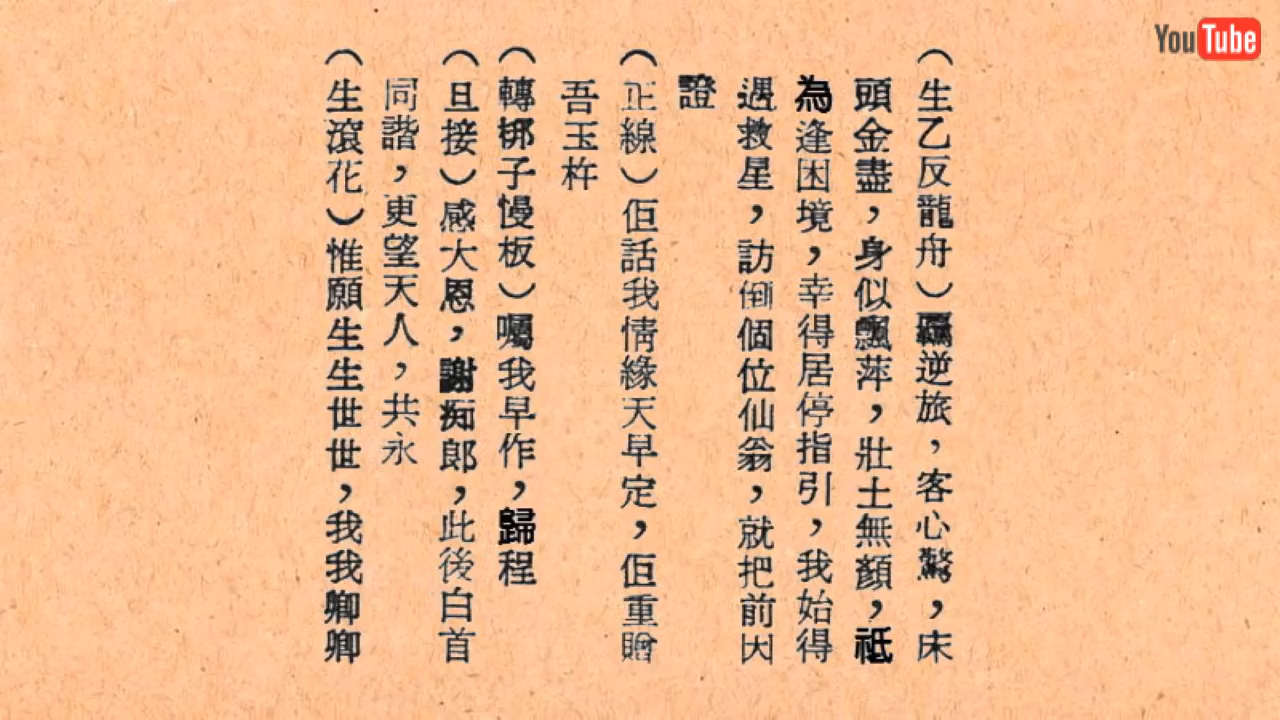 （生乙反龍舟）羈逆旅，客心驚，床
頭金盡，身似飄萍，壯士無顏，祗
為逢困境，幸得居停指引，我始得
遇救星，訪倒個位仙翁，就把前因
證
（正線）佢話我情緣天早定，佢重贈
吾玉杵
（轉梆子慢板）囑我早作，歸程
（旦接）感大恩，謝痴郎，此後白首
同諧，更望天人，共永
（生滾花）惟願生生世世，我我卿卿
YouTube